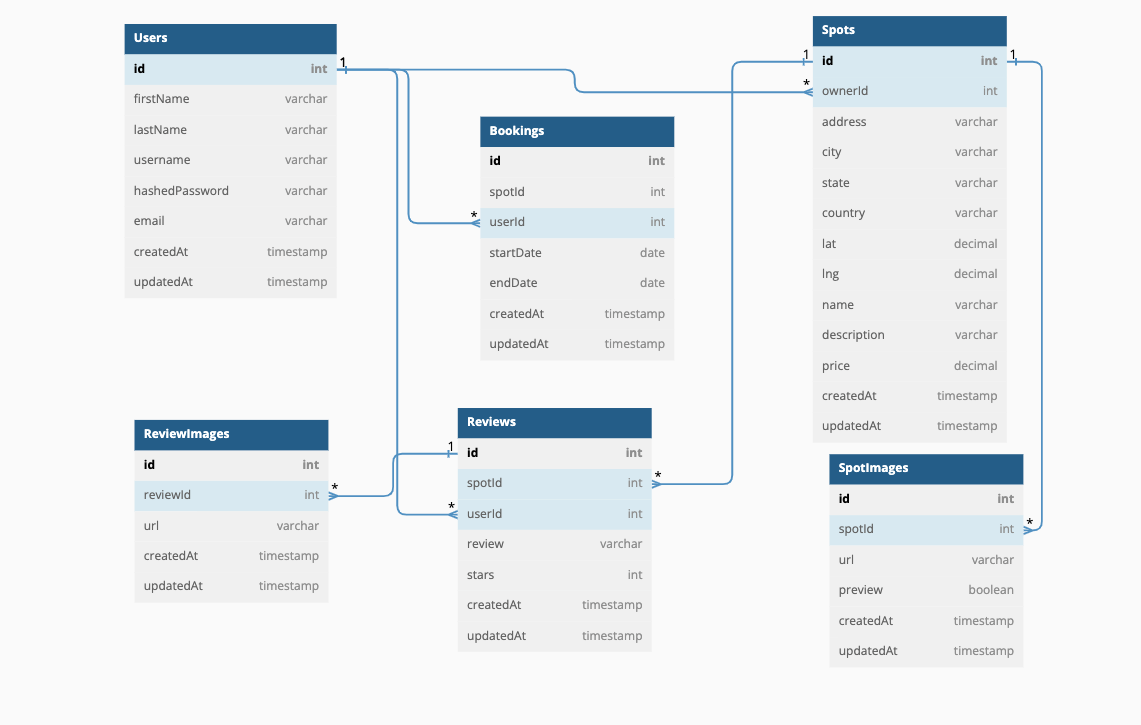 Users
id int
firstName varchar
lastName varchar
username varchar
hashedPassword varchar
email varchar
createdAt timestamp
updatedAt timestamp
1
*
Bookings
id int
spotId int
userId int
startDate date
endDate date
createdAt timestamp
updatedAt timestamp
1
1
*
Spots
id int
ownerId int
address varchar
city varchar
state varchar
country varchar
lat decimal
lng decimal
name varchar
description varchar
price decimal
createdAt timestamp
updatedAt timestamp
ReviewImages
id int
reviewId int
url varchar
createdAt timestamp
updatedAt timestamp
*
1
*
*
Reviews
id int
spotId int
userId int
review varchar
stars int
createdAt timestamp
updatedAt timestamp
SpotImages
id int
spotId int
url varchar
preview boolean
createdAt timestamp
updatedAt timestamp
*